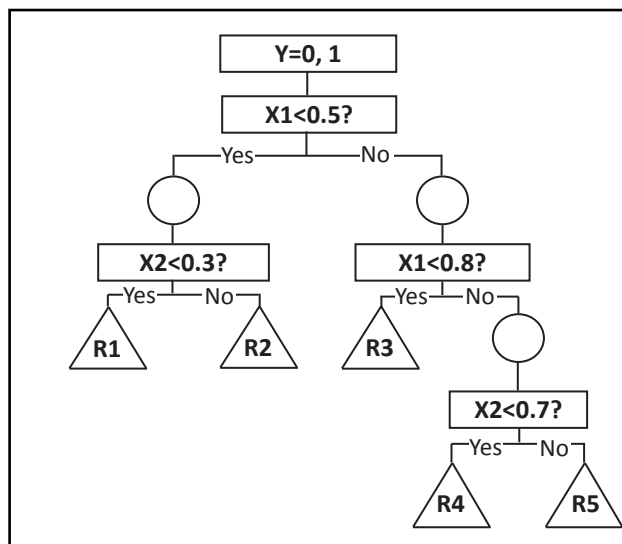 Y=0, 1
X1<0.5?
Yes No
X2<0.3? X1<0.8?
Yes No Yes No
R1 R2 R3
X2<0.7?
Yes No
R4 R5